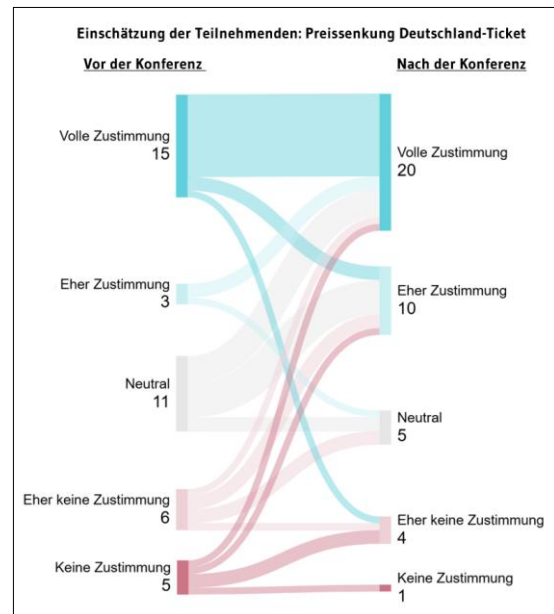 Einschätzung der Teilnehmenden: Preissenkung Deutschland-Ticket
Vor der Konferenz
Nach der Konferenz
Volle Zustimmung
15
Eher Zustimmung
3
Neutral
11
Eher keine Zustimmung
6
Keine Zustimmung
5
Volle Zustimmung
20
Eher Zustimmung
10
Neutral
5
Eher keine Zustimmung
4
Keine Zustimmung
1